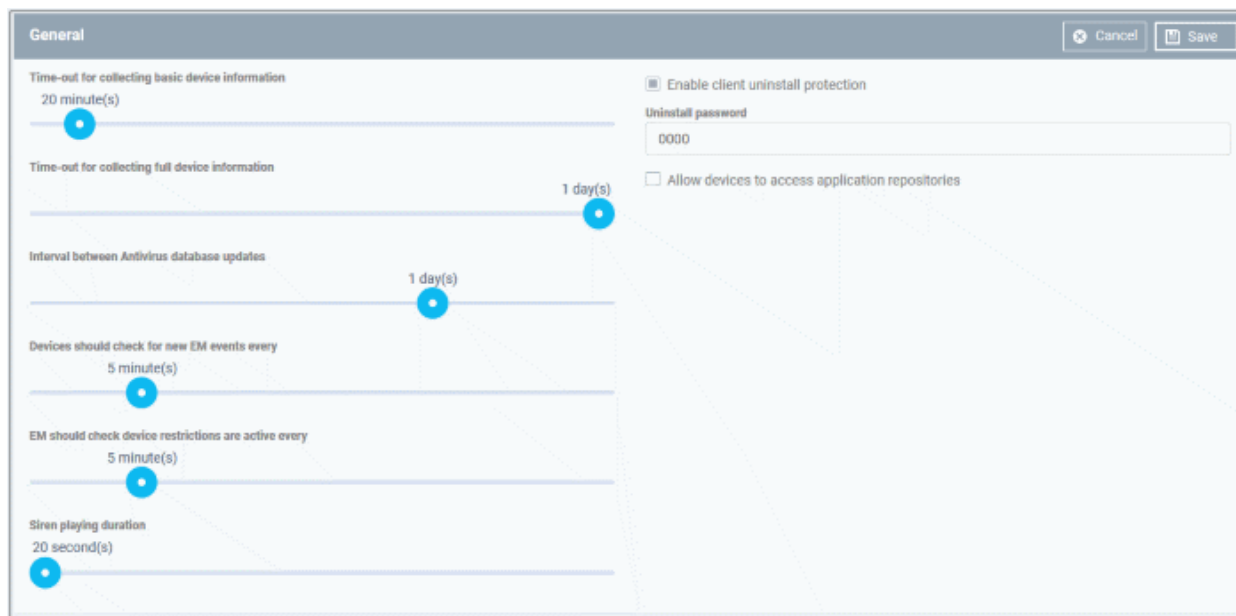 General
Cancel
Save
Time-out for collecting basic device information
20 minute(s)
Time-out for collecting full device information
1 day(s)
Interval between Antivirus database updates
1 day(s)
Devices should check for new EM events every
5 minute(s)
EM should check device restrictions are active every
5 minute(s)
Siren playing duration
20 second(s)
Enable client uninstall protection
Uninstall password
0000
Allow devices to access application repositories